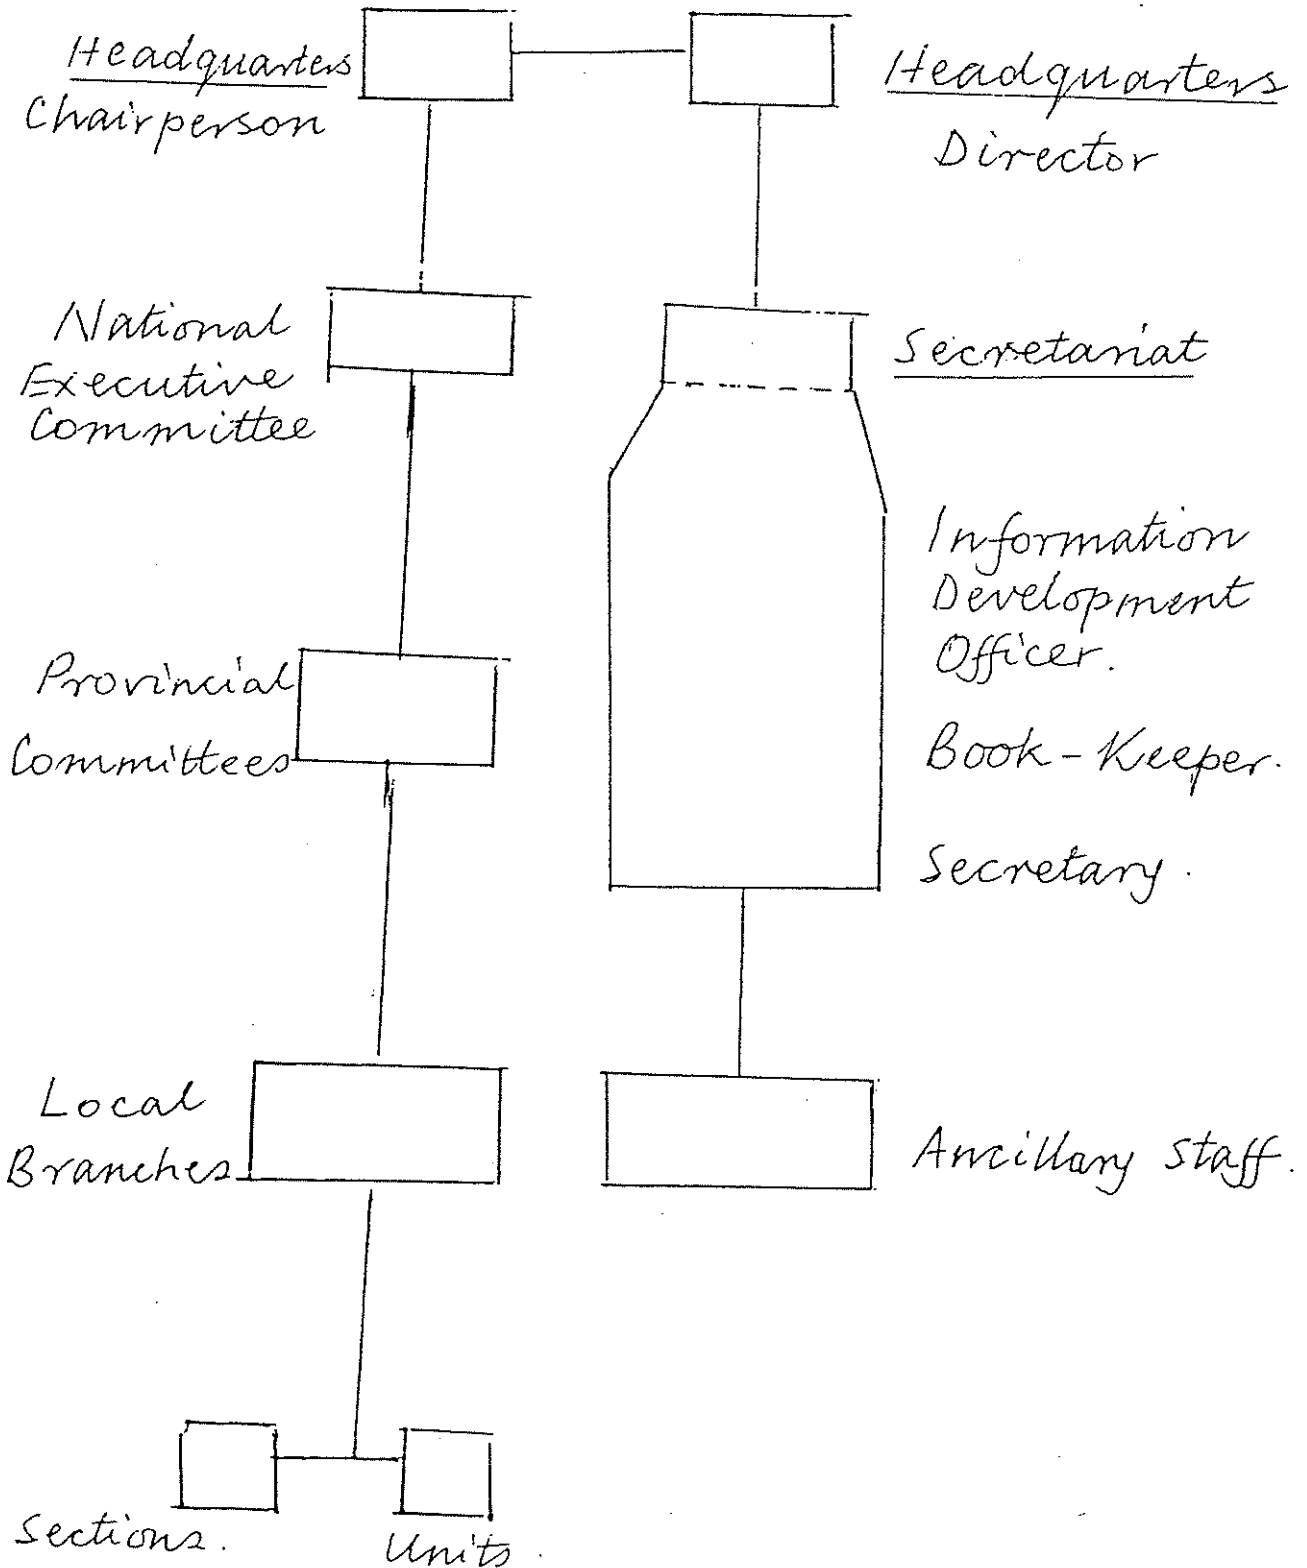 Headquarters
Chairperson
Headquarters
Director
National
Executive
Committee
Secretariat
Information
Development
Officer.
Book-Keeper.
Secretary.
Provincial
Committees
Local
Branches
Ancillary Staff.
Sections.
Units.